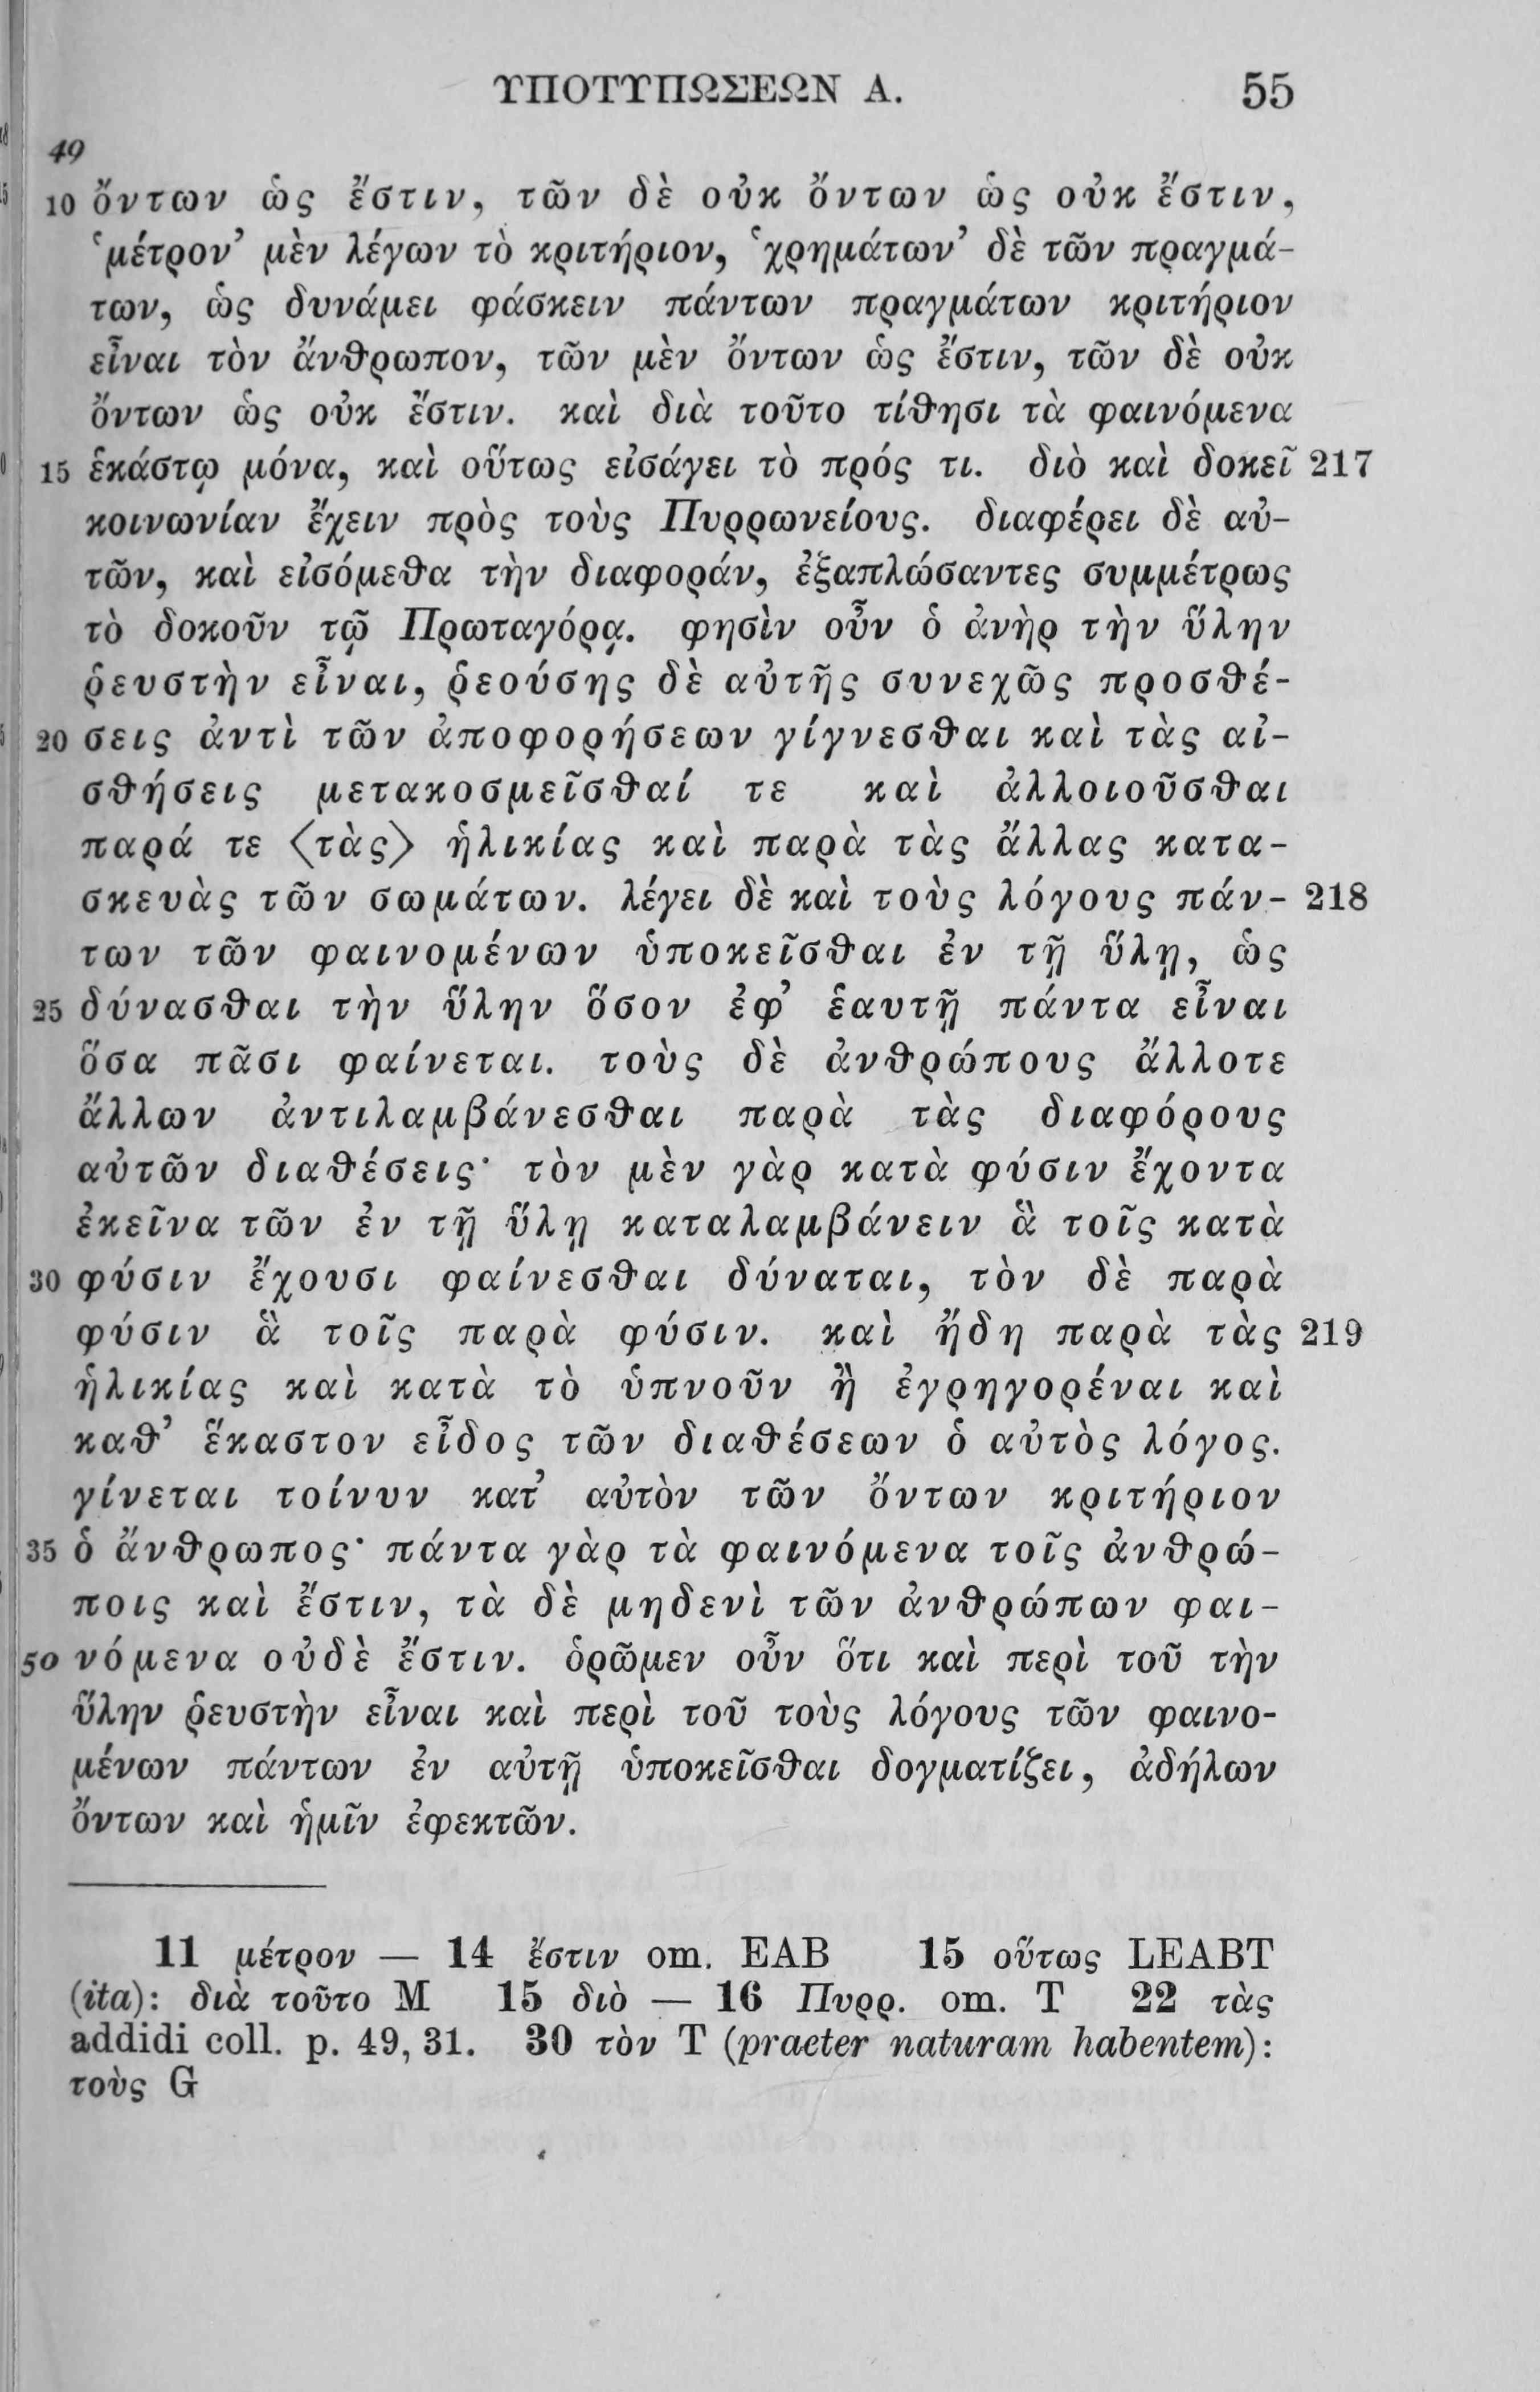 ΥΠΟΤΥΠΩΣΕΩΝ Α. 55
49
10 ὄντων ὡς ἔστιν, τῶν δὲ οὐκ ὄντων ὡς οὐκ ἔστιν,
‘μέτρον’ μὲν λέγων τὸ κριτήριον, ‘χρημάτων’ δὲ τῶν πραγμά-
των, ὡς δυνάμει φάσκειν πάντων πραγμάτων κριτήριον
εἶναι τὸν ἄνθρωπον, τῶν μὲν ὄντων ὡς ἔστιν, τῶν δὲ οὐκ
ὄντων ὡς οὐκ ἔστιν. καὶ διὰ τοῦτο τίθησι τὰ φαινόμενα
15 ἑκάστῳ μόνα, καὶ οὕτως εἰσάγει τὸ πρός τι. διὸ καὶ δοκεῖ 217
κοινωνίαν ἔχειν πρὸς τοὺς Πυρρωνείους. διαφέρει δὲ αὐ-
τῶν, καὶ εἰσόμεθα τὴν διαφοράν, ἐξαπλώσαντες συμμέτρως
τὸ δοκοῦν τῷ Πρωταγόρᾳ. φησὶν οὖν ὁ ἀνὴρ τὴν ὕλην
ῥευστὴν εἶναι, ῥεούσης δὲ αὐτῆς συνεχῶς προσθέ-
20 σεις ἀντὶ τῶν ἀποφορήσεων γίγνεσθαι καὶ τὰς αἰ-
σθήσεις μετακοσμεῖσθαί τε καὶ ἀλλοιοῦσθαι
παρά τε ⟨τὰς⟩ ἡλικίας καὶ παρὰ τὰς ἄλλας κατα-
σκευὰς τῶν σωμάτων. λέγει δὲ καὶ τοὺς λόγους πάν- 218
των τῶν φαινομένων ὑποκεῖσθαι ἐν τῇ ὕλῃ, ὡς
25 δύνασθαι τὴν ὕλην ὅσον ἐφ’ ἑαυτῇ πάντα εἶναι
ὅσα πᾶσι φαίνεται. τοὺς δὲ ἀνθρώπους ἄλλοτε
ἄλλων ἀντιλαμβάνεσθαι παρὰ τὰς διαφόρους
αὐτῶν διαθέσεις· τὸν μὲν γὰρ κατὰ φύσιν ἔχοντα
ἐκεῖνα τῶν ἐν τῇ ὕλῃ καταλαμβάνειν ἃ τοῖς κατὰ
30 φύσιν ἔχουσι φαίνεσθαι δύναται, τὸν δὲ παρὰ
φύσιν ἃ τοῖς παρὰ φύσιν. καὶ ἤδη παρὰ τὰς 219
ἡλικίας καὶ κατὰ τὸ ὑπνοῦν ἢ ἐγρηγορέναι καὶ
καθ’ ἕκαστον εἶδος τῶν διαθέσεων ὁ αὐτὸς λόγος.
γίνεται τοίνυν κατ’ αὐτὸν τῶν ὄντων κριτήριον
35 ὁ ἄνθρωπος· πάντα γὰρ τὰ φαινόμενα τοῖς ἀνθρώ-
ποις καὶ ἔστιν, τὰ δὲ μηδενὶ τῶν ἀνθρώπων φαι-
50 νόμενα οὐδὲ ἔστιν. ὁρῶμεν οὖν ὅτι καὶ περὶ τοῦ τὴν
ὕλην ῥευστὴν εἶναι καὶ περὶ τοῦ τοὺς λόγους τῶν φαινο-
μένων πάντων ἐν αὐτῇ ὑποκεῖσθαι δογματίζει, ἀδήλων
ὄντων καὶ ἡμῖν ἐφεκτῶν.
11 μέτρον — 14 ἔστιν om. EAB 15 οὕτως LEABT
(ita): διὰ τοῦτο M 15 διὸ — 16 Πυρρ. om. T 22 τὰς
addidi coll. p. 49, 31. 30 τὸν T (praeter naturam habentem):
τοὺς G